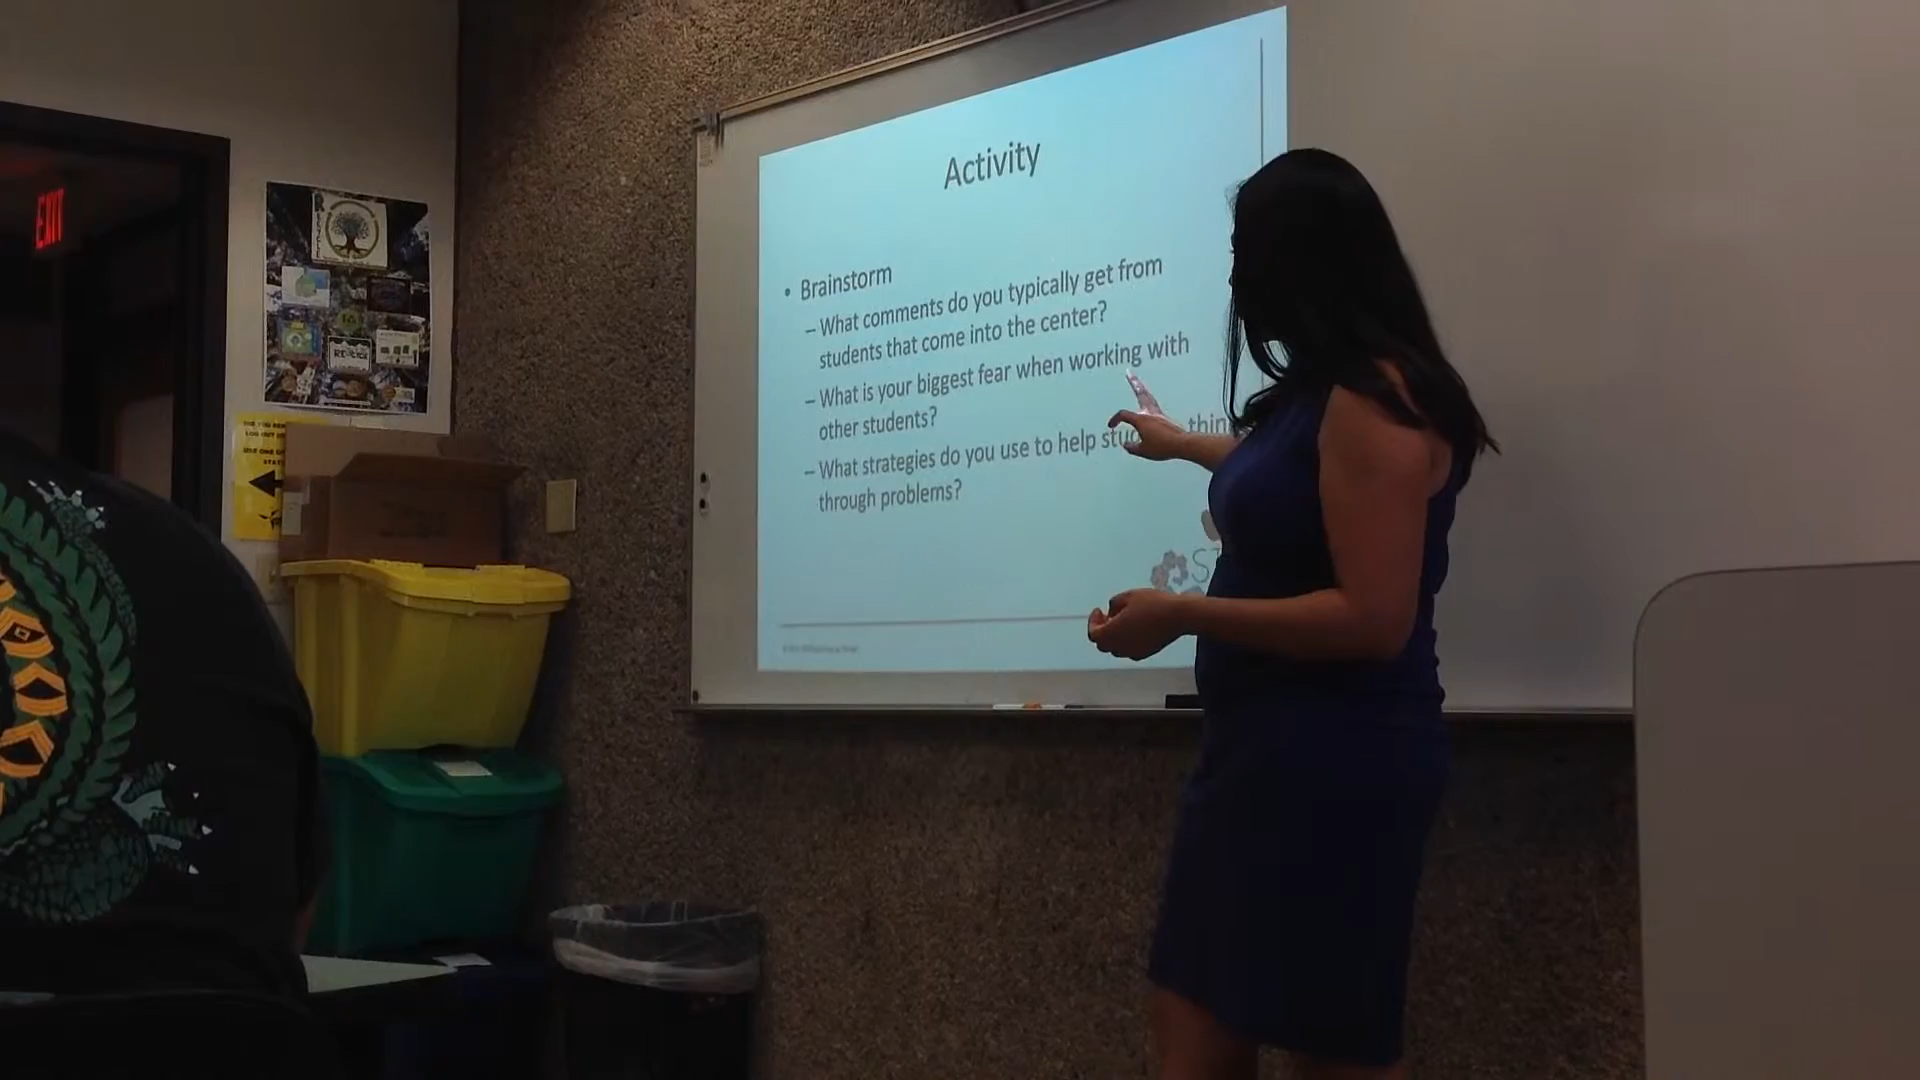 EXIT
Activity
• Brainstorm
– What comments do you typically get from
students that come into the center?
– What is your biggest fear when working with
other students?
– What strategies do you use to help
through problems?